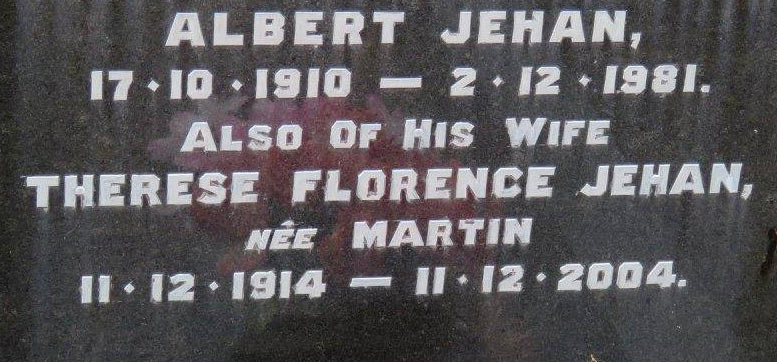 ALBERT JEHAN,
17·10·1910 — 2·12·1981.
ALSO OF HIS WIFE
THERESE FLORENCE JEHAN,
NÊE MARTIN
11·12·1914 — 11·12·2004.